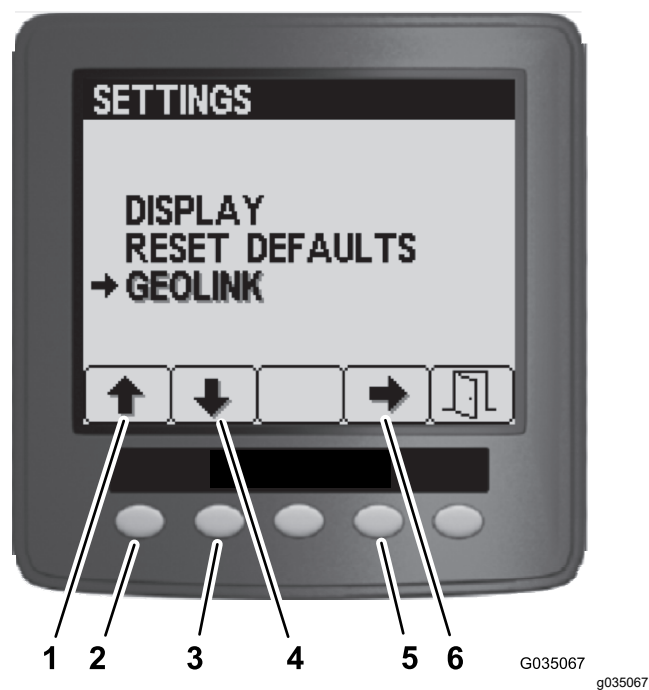 SETTINGS
DISPLAY
RESET DEFAULTS
GEOLINK
1 2 3 4 5 6
G035067
g035067